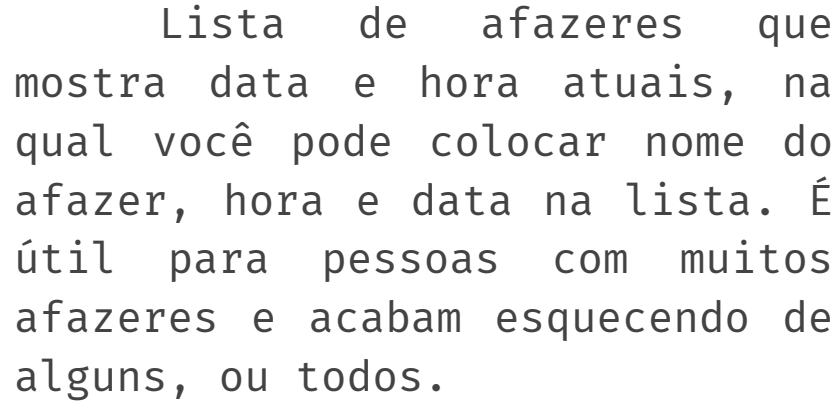 Lista de afazeres que
mostra data e hora atuais, na
qual você pode colocar nome do
afazer, hora e data na lista. É
útil para pessoas com muitos
afazeres e acabam esquecendo de
alguns, ou todos.